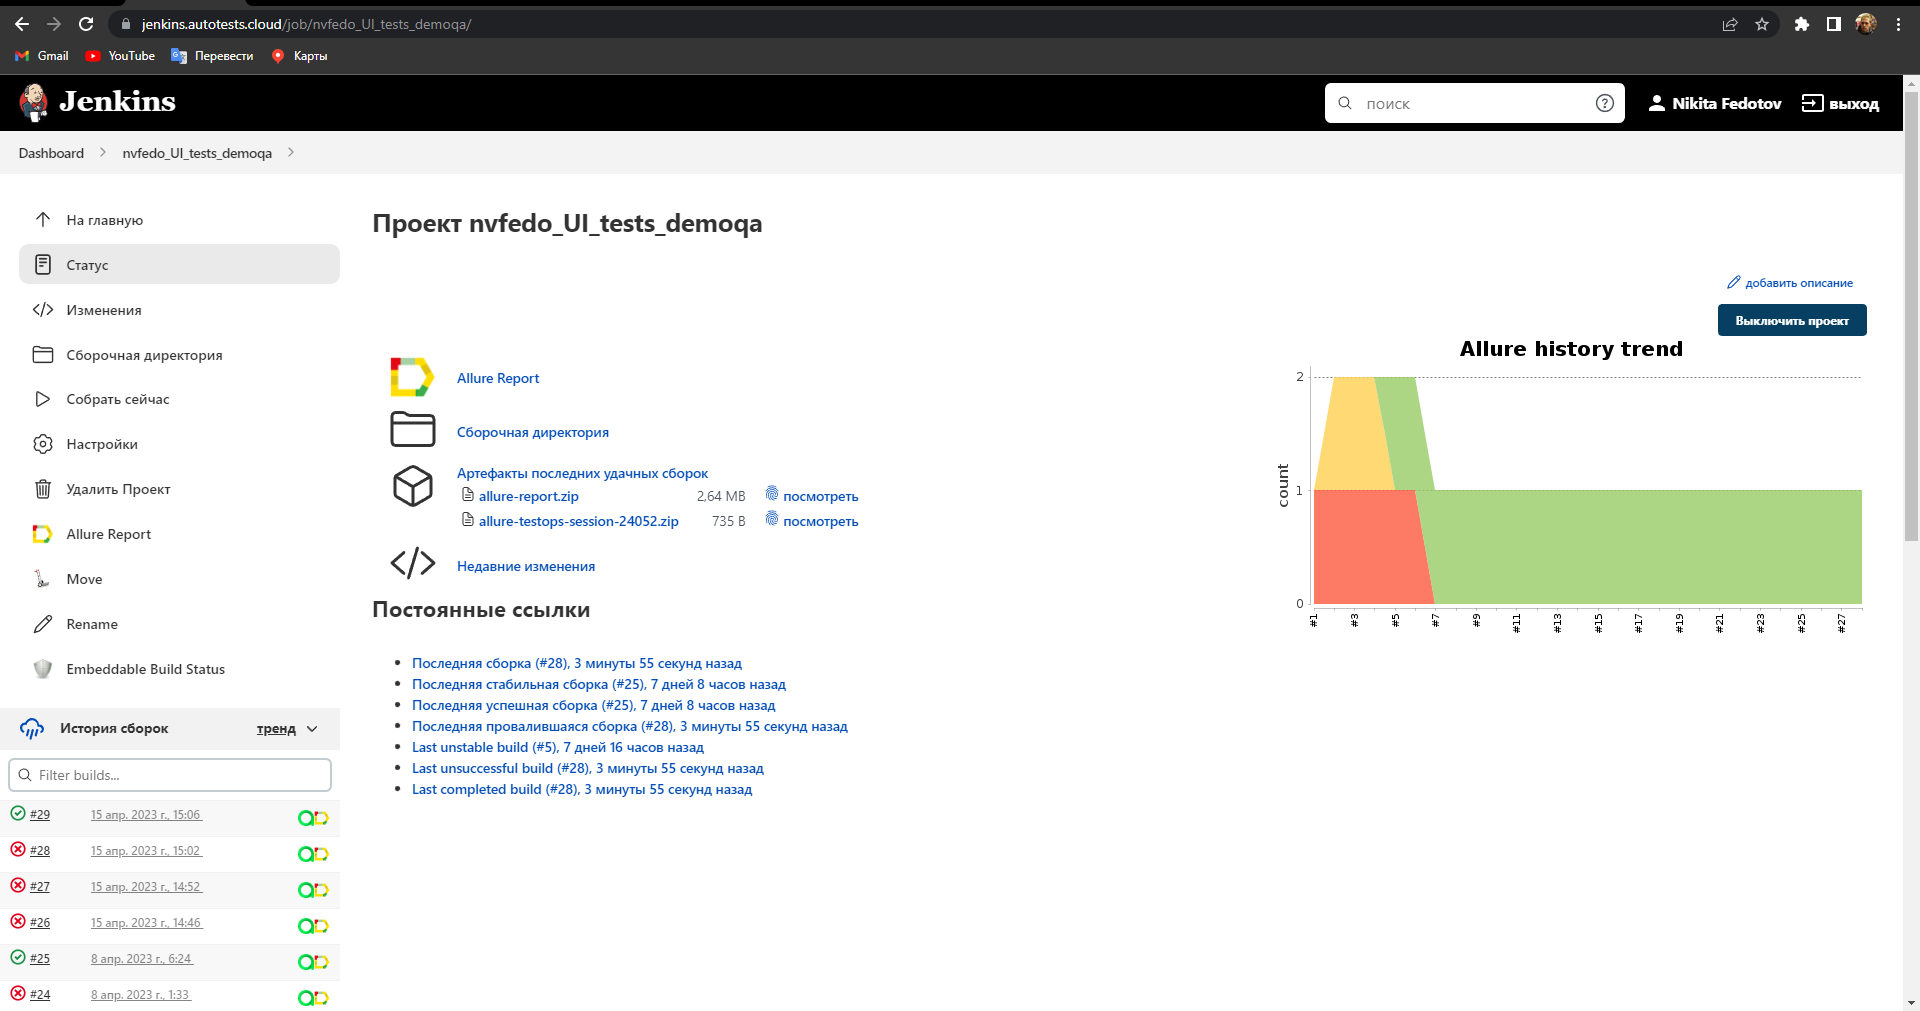 jenkins.autotests.cloud/job/nvfedo_UI_tests_demoqa/
Gmail YouTube Перевести Карты
Jenkins
поиск
Nikita Fedotov
выход
Dashboard nvfedo_UI_tests_demoqa
На главную
Статус
Изменения
Сборочная директория
Собрать сейчас
Настройки
Удалить Проект
Allure Report
Move
Rename
Embeddable Build Status
История сборок тренд
Filter builds...
#29 15 апр. 2023 г., 15:06
#28 15 апр. 2023 г., 15:02
#27 15 апр. 2023 г., 14:52
#26 15 апр. 2023 г., 14:46
#25 8 апр. 2023 г., 6:24
#24 8 апр. 2023 г., 1:33
Проект nvfedo_UI_tests_demoqa
добавить описание
Выключить проект
Allure Report
Сборочная директория
Артефакты последних удачных сборок
allure-report.zip 2,64 MB посмотреть
allure-testops-session-24052.zip 735 B посмотреть
Недавние изменения
Постоянные ссылки
Последняя сборка (#28), 3 минуты 55 секунд назад
Последняя стабильная сборка (#25), 7 дней 8 часов назад
Последняя успешная сборка (#25), 7 дней 8 часов назад
Последняя провалившаяся сборка (#28), 3 минуты 55 секунд назад
Last unstable build (#5), 7 дней 16 часов назад
Last unsuccessful build (#28), 3 минуты 55 секунд назад
Last completed build (#28), 3 минуты 55 секунд назад
Allure history trend
count
2
1
0
#1 #3 #5 #7 #9 #11 #13 #15 #17 #19 #21 #23 #25 #27